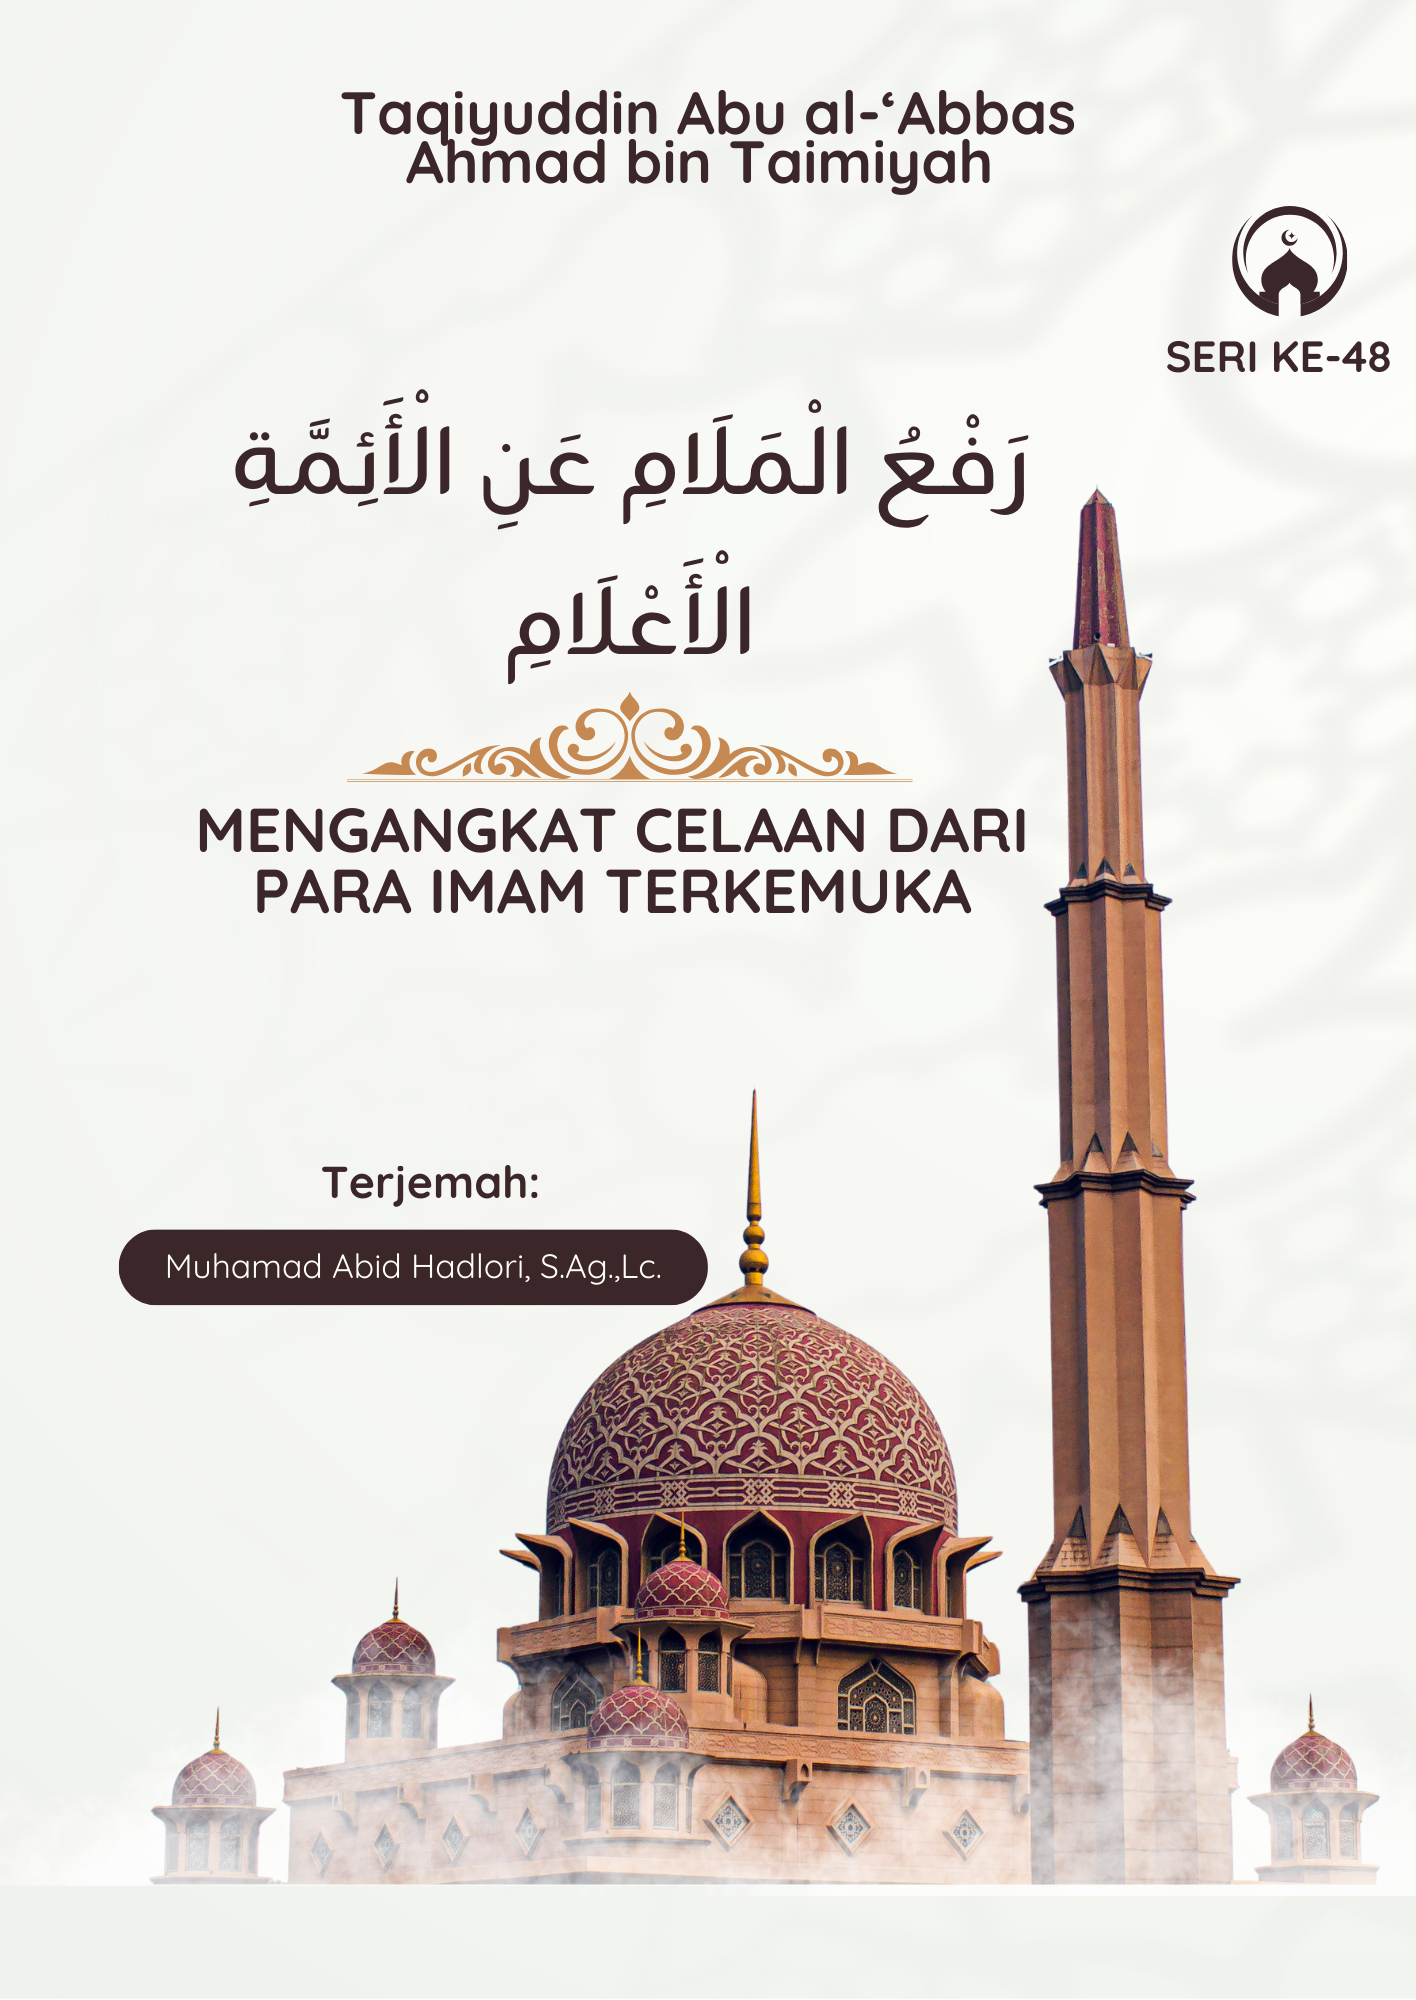 Taqiyuddin Abu al-‘Abbas
Ahmad bin Taimiyah
SERI KE-48
رَفْعُ الْمَلَامِ عَنِ الْأَئِمَّةِ
الْأَعْلَامِ
MENGANGKAT CELAAN DARI
PARA IMAM TERKEMUKA
Terjemah:
Muhamad Abid Hadlori, S.Ag.,Lc.